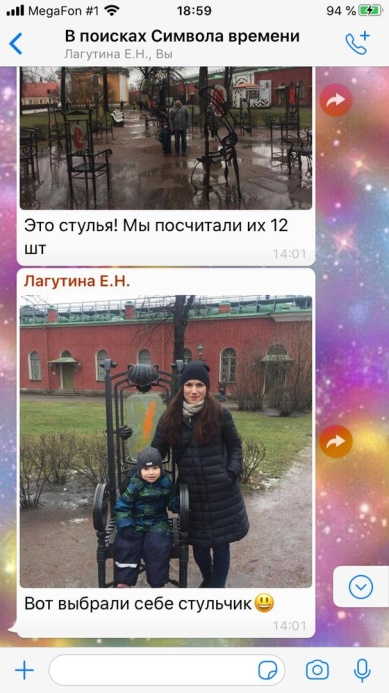 MegaFon #1 18:59 94 %
В поисках Символа времени
Лагутина Е.Н., Вы
Это стулья! Мы посчитали их 12
шт
14:01
Лагутина Е.Н.
Вот выбрали себе стульчик😃
14:01